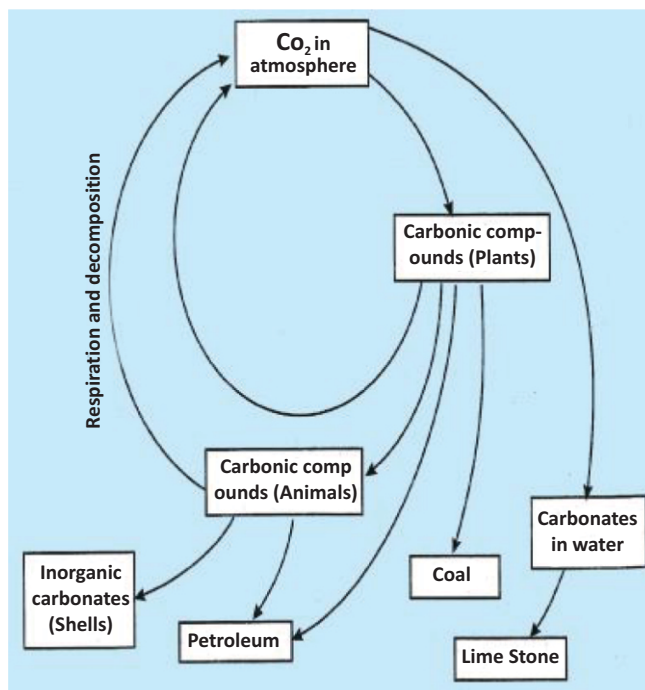 Co₂ in
atmosphere
Respiration and decomposition
Carbonic comp-
ounds (Plants)
Carbonic comp
ounds (Animals)
Carbonates
in water
Inorganic
carbonates
(Shells)
Coal
Petroleum
Lime Stone